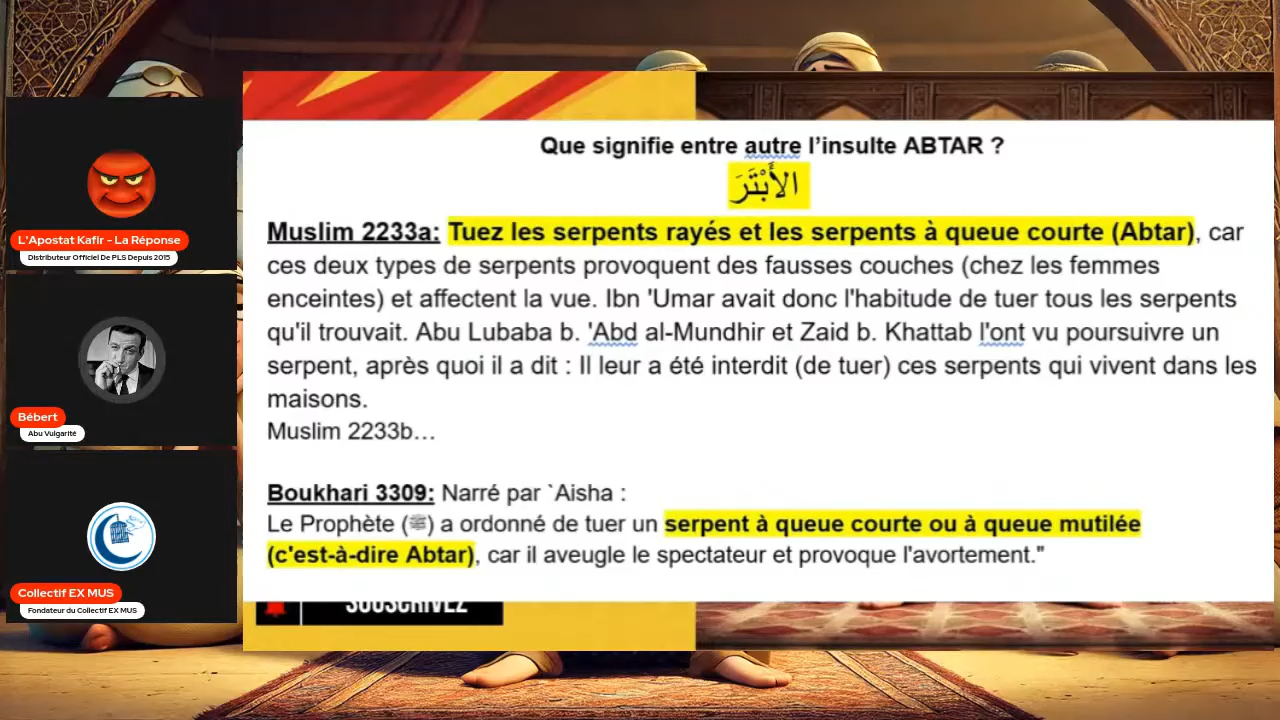 L'Apostat Kafir - La Réponse
Distributeur Officiel De PLS Depuis 2015
Bébert
Abu Vulgarité
Collectif EX MUS
Fondateur du Collectif EX MUS
Que signifie entre autre l’insulte ABTAR ?
الأَبْتَرَ
Muslim 2233a: Tuez les serpents rayés et les serpents à queue courte (Abtar), car
ces deux types de serpents provoquent des fausses couches (chez les femmes
enceintes) et affectent la vue. Ibn 'Umar avait donc l'habitude de tuer tous les serpents
qu'il trouvait. Abu Lubaba b. 'Abd al-Mundhir et Zaid b. Khattab l'ont vu poursuivre un
serpent, après quoi il a dit : Il leur a été interdit (de tuer) ces serpents qui vivent dans les
maisons.
Muslim 2233b…
Boukhari 3309: Narré par `Aisha :
Le Prophète (ﷺ) a ordonné de tuer un serpent à queue courte ou à queue mutilée
(c'est-à-dire Abtar), car il aveugle le spectateur et provoque l'avortement."
SOUSCRIVEZ